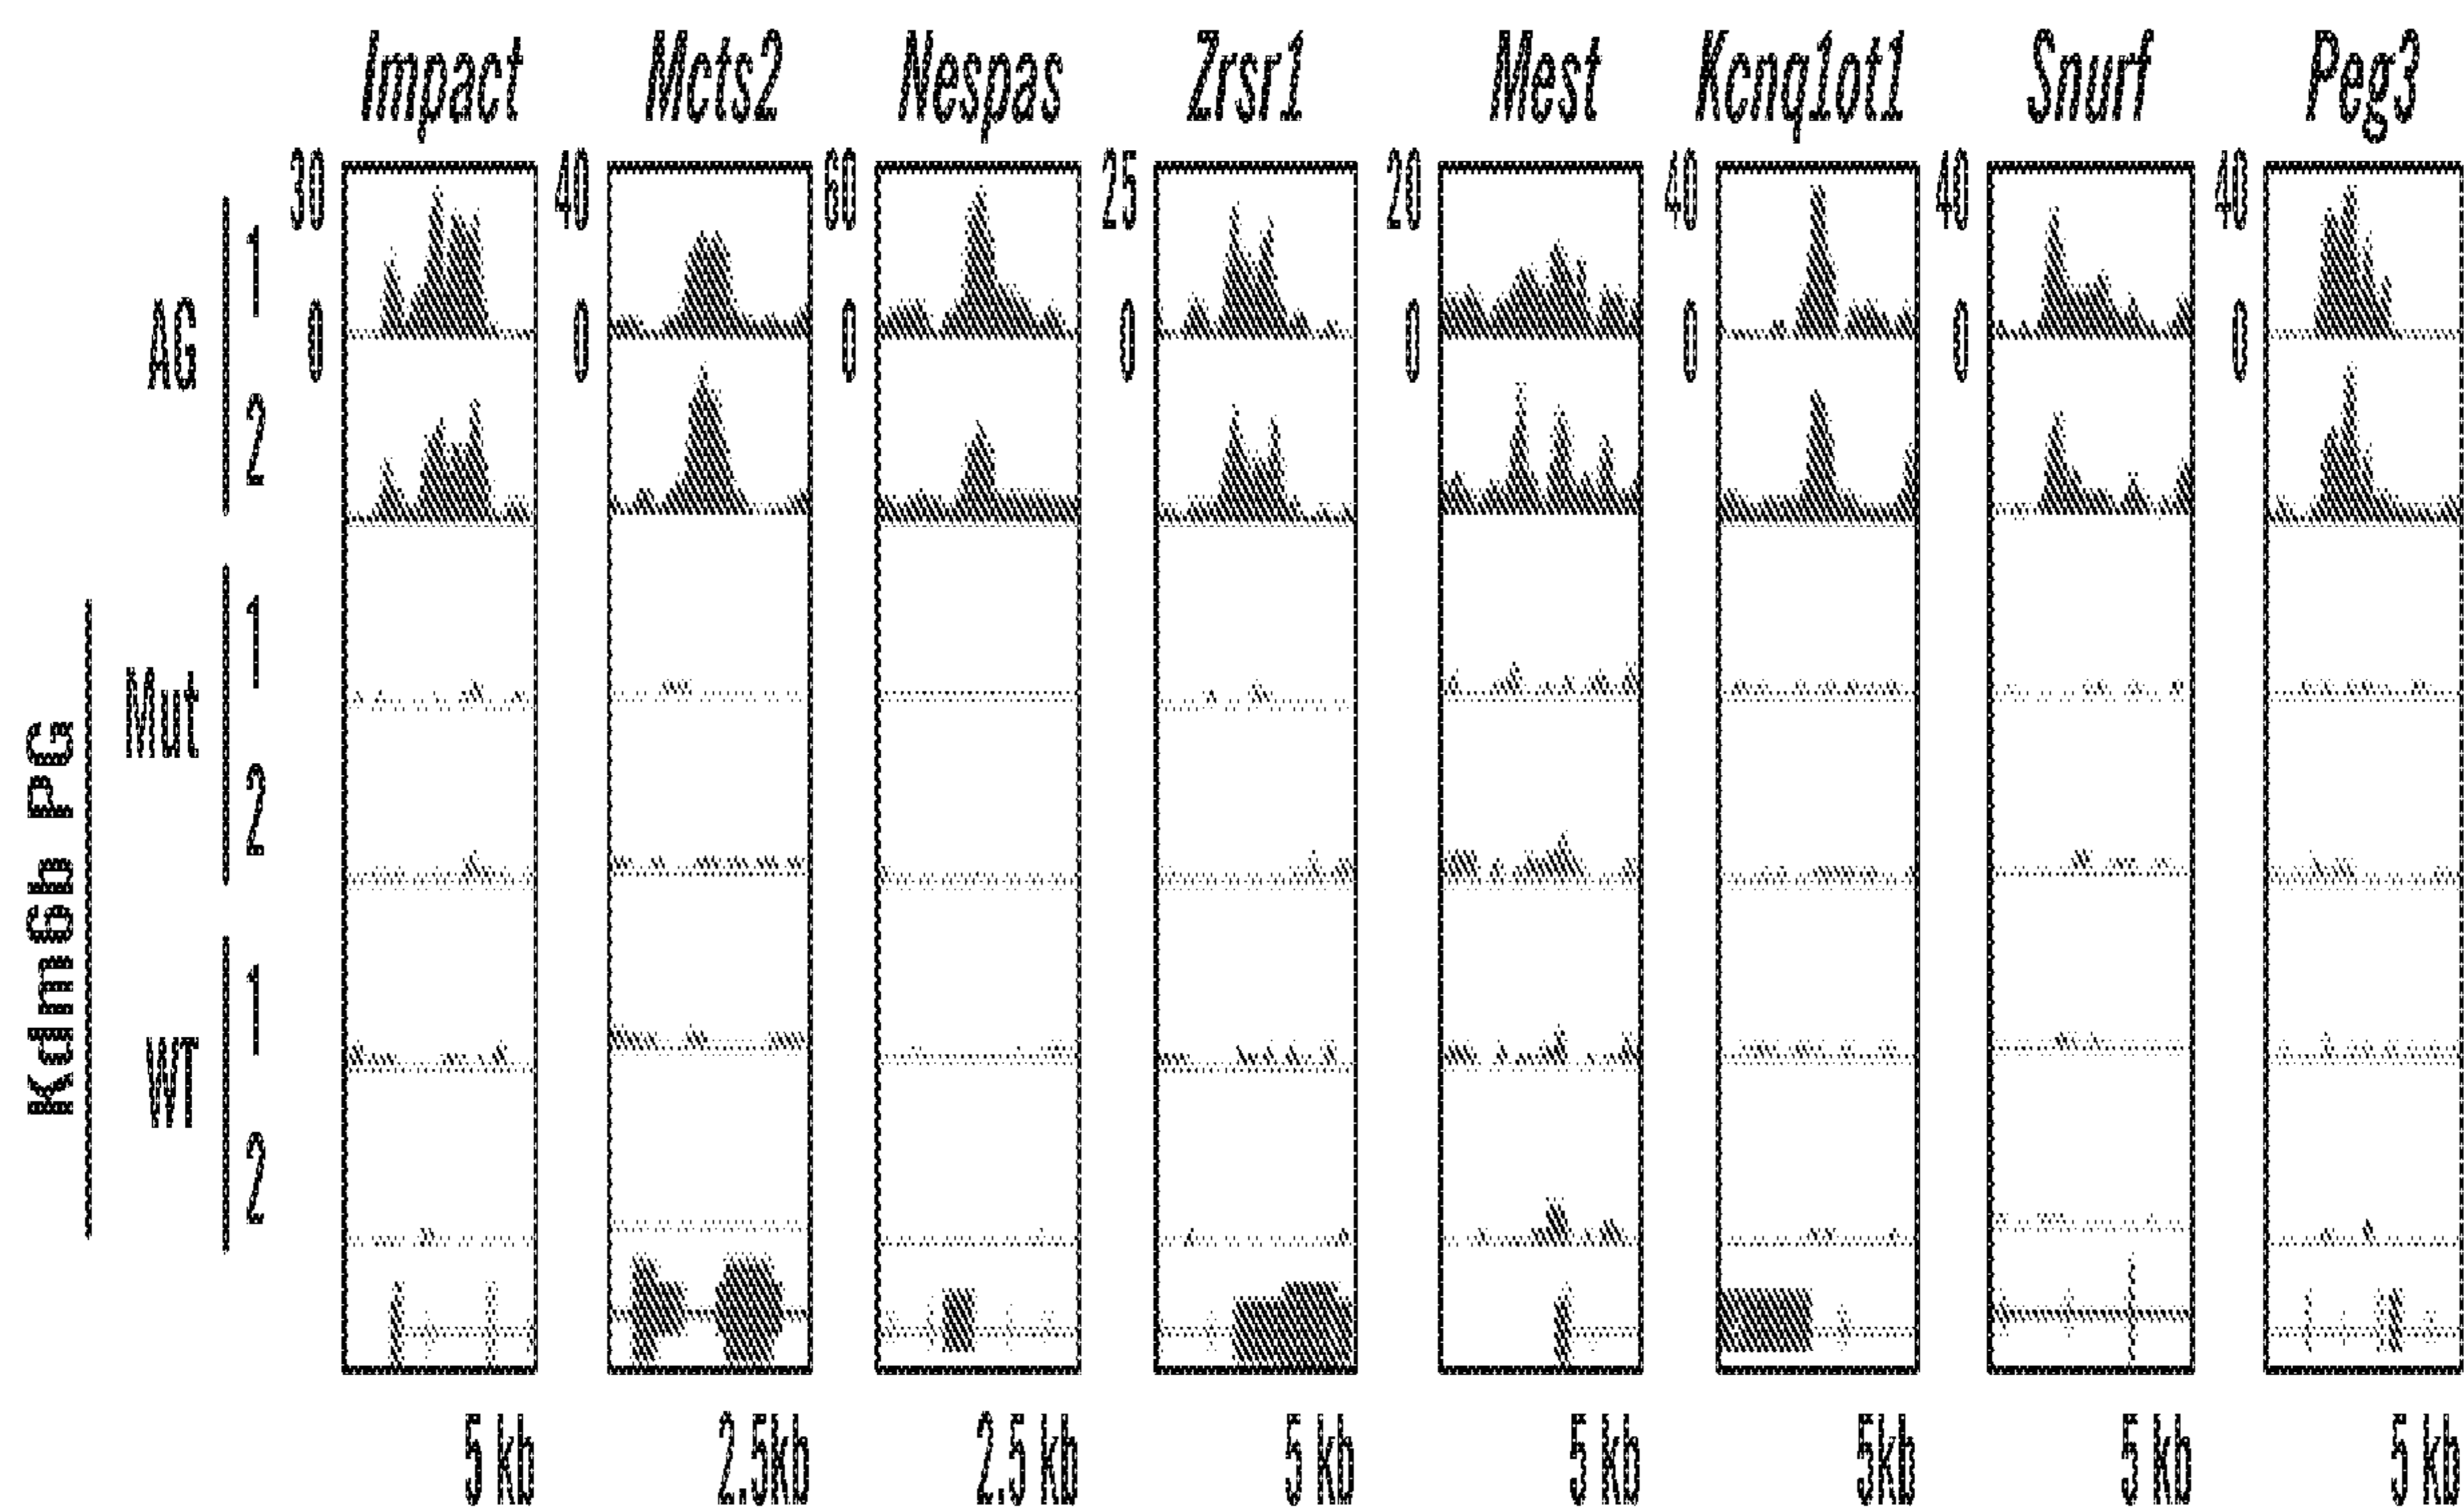 Impact Mcts2 Nespas Zrsr1 Mest Kcnq1ot1 Snurf Peg3
30 40 60 25 20 40 40 40
0 0 0 0 0 0 0 0
AG
1
2
Kdm6b PG
Mut
1
2
WT
1
2
5 kb 2.5kb 2.5 kb 5 kb 5 kb 5kb 5 kb 5 kb